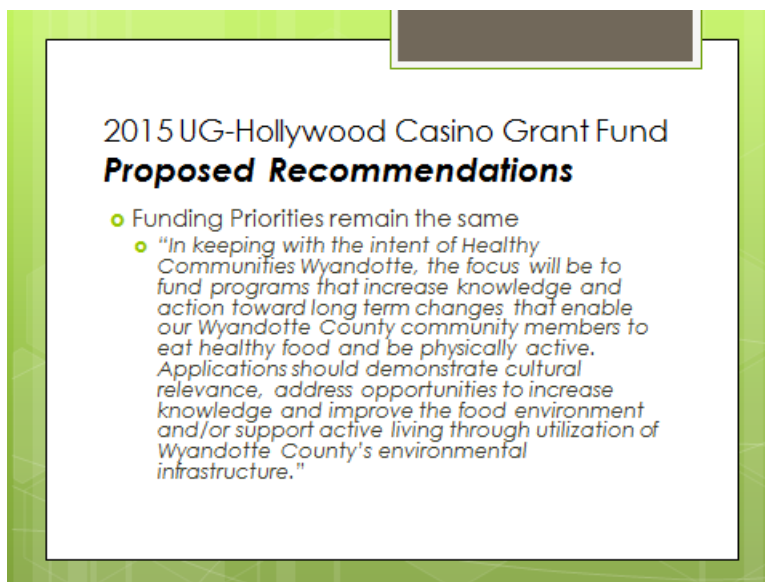 2015 UG-Hollywood Casino Grant Fund
Proposed Recommendations
Funding Priorities remain the same
“In keeping with the intent of Healthy
Communities Wyandotte, the focus will be to
fund programs that increase knowledge and
action toward long term changes that enable
our Wyandotte County community members to
eat healthy food and be physically active.
Applications should demonstrate cultural
relevance, address opportunities to increase
knowledge and improve the food environment
and/or support active living through utilization of
Wyandotte County’s environmental
infrastructure.”